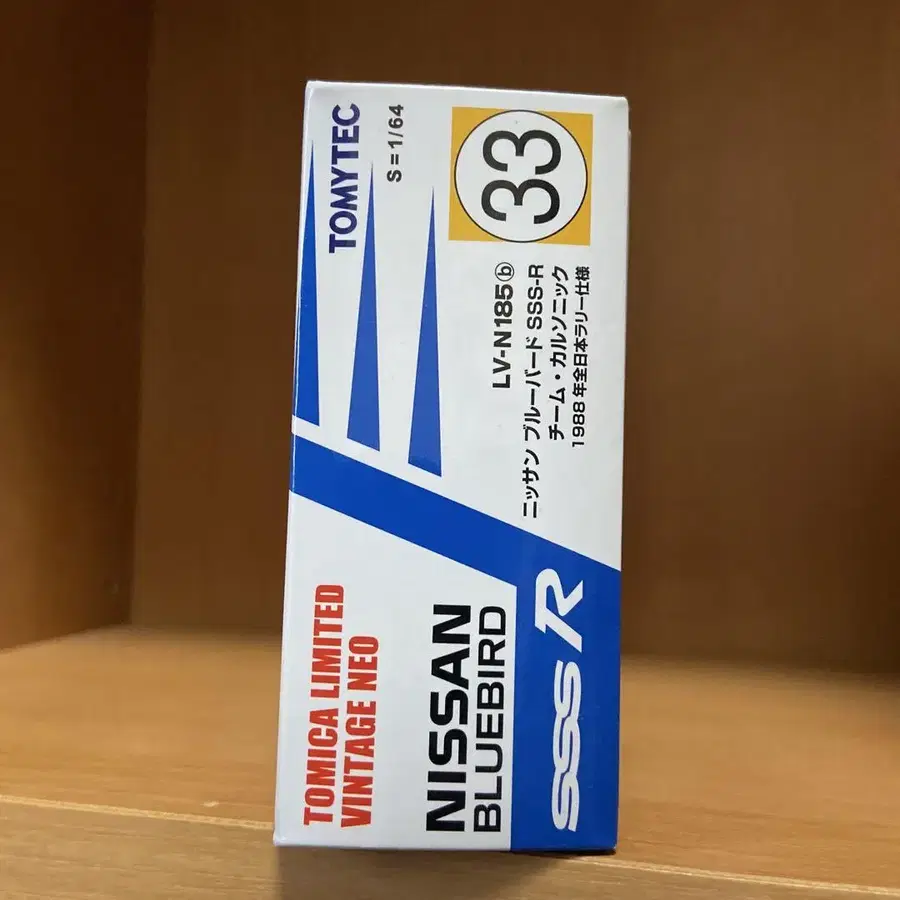 TOMICA LIMITED
VINTAGE NEO
TOMYTEC
S=1/64
NISSAN
BLUEBIRD
SSS R
33
LV-N185ⓑ
ニッサン ブルーバード SSS-R
チーム・カルソニック
1988年全日本ラリー仕様